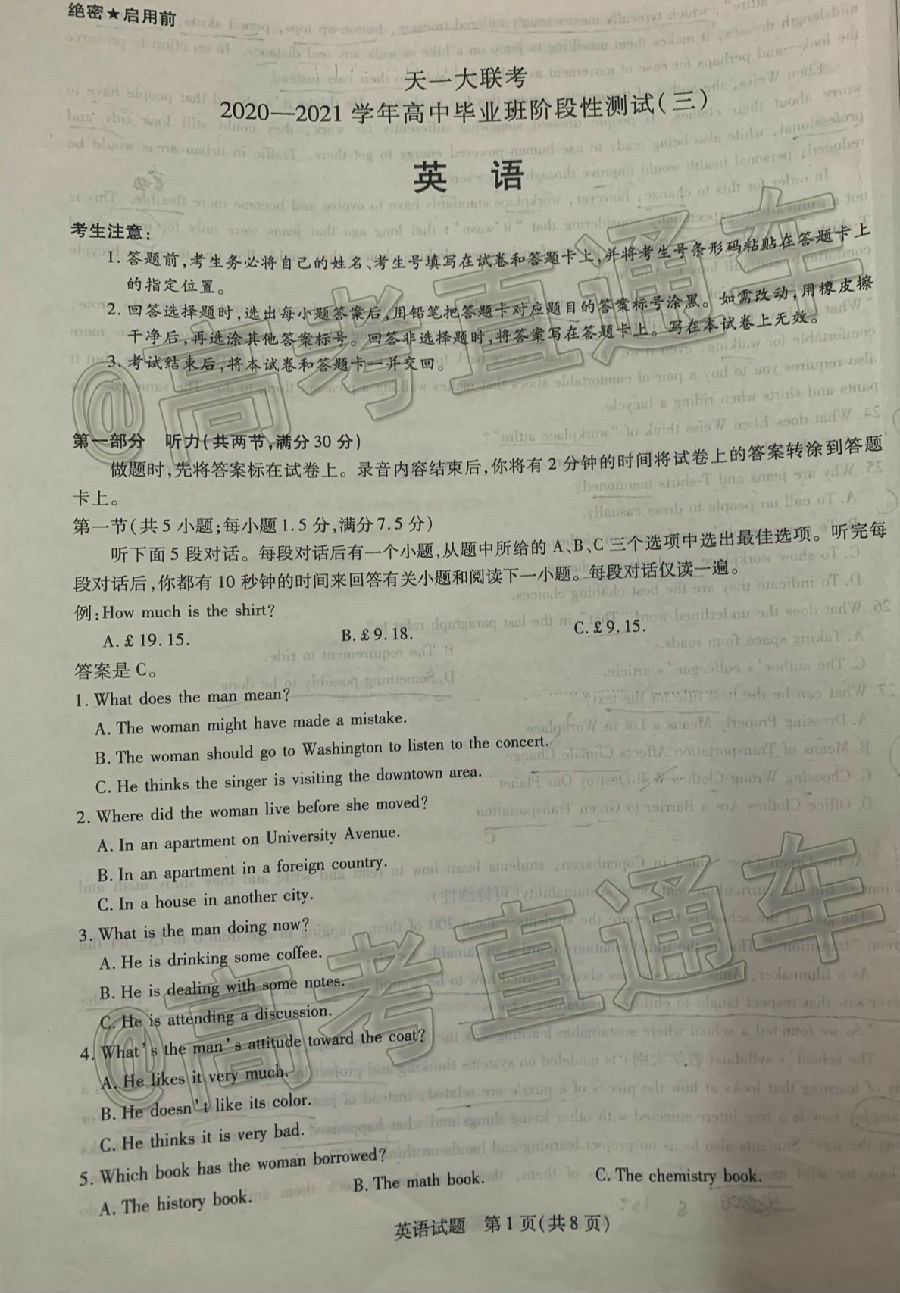 绝密★启用前
天一大联考
2020—2021学年高中毕业班阶段性测试(三)
英 语
考生注意:
1. 答题前,考生务必将自己的姓名、考生号填写在试卷和答题卡上,并将考生号条形码粘贴在答题卡上
的指定位置。
2. 回答选择题时,选出每小题答案后,用铅笔把答题卡对应题目的答案标号涂黑。如需改动,用橡皮擦
干净后,再选涂其他答案标号。回答非选择题时,将答案写在答题卡上。写在本试卷上无效。
3. 考试结束后,将本试卷和答题卡一并交回。
第一部分 听力(共两节,满分30分)
做题时,先将答案标在试卷上。录音内容结束后,你将有2分钟的时间将试卷上的答案转涂到答题
卡上。
第一节(共5小题;每小题1.5分,满分7.5分)
听下面5段对话。每段对话后有一个小题,从题中所给的A、B、C三个选项中选出最佳选项。听完每
段对话后,你都有10秒钟的时间来回答有关小题和阅读下一小题。每段对话仅读一遍。
例:How much is the shirt?
A. £19.15. B. £9.18. C. £9.15.
答案是C。
1. What does the man mean?
A. The woman might have made a mistake.
B. The woman should go to Washington to listen to the concert.
C. He thinks the singer is visiting the downtown area.
2. Where did the woman live before she moved?
A. In an apartment on University Avenue.
B. In an apartment in a foreign country.
C. In a house in another city.
3. What is the man doing now?
A. He is drinking some coffee.
B. He is dealing with some notes.
C. He is attending a discussion.
4. What's the man's attitude toward the coat?
A. He likes it very much.
B. He doesn't like its color.
C. He thinks it is very bad.
5. Which book has the woman borrowed?
A. The history book. B. The math book. C. The chemistry book.
英语试题 第1页(共8页)
@高考直通车
@高考直通车